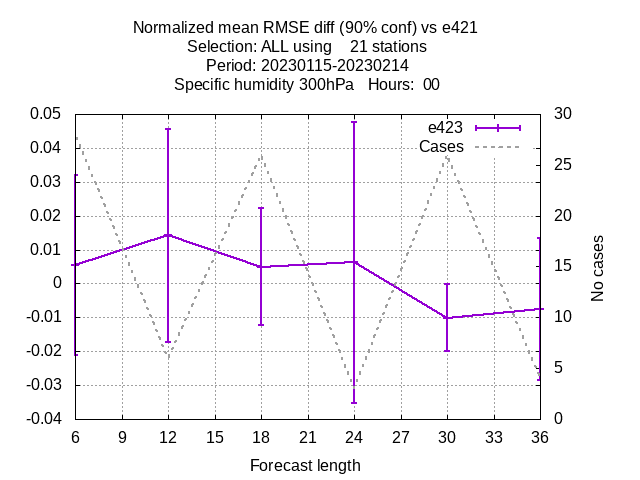 Normalized mean RMSE diff (90% conf) vs e421
Selection: ALL using    21 stations
Period: 20230115-20230214
Specific humidity 300hPa   Hours:  00
e423
Cases
0.05
0.04
0.03
0.02
0.01
0
-0.01
-0.02
-0.03
-0.04
30
25
20
15
10
5
0
No cases
6 9 12 15 18 21 24 27 30 33 36
Forecast length